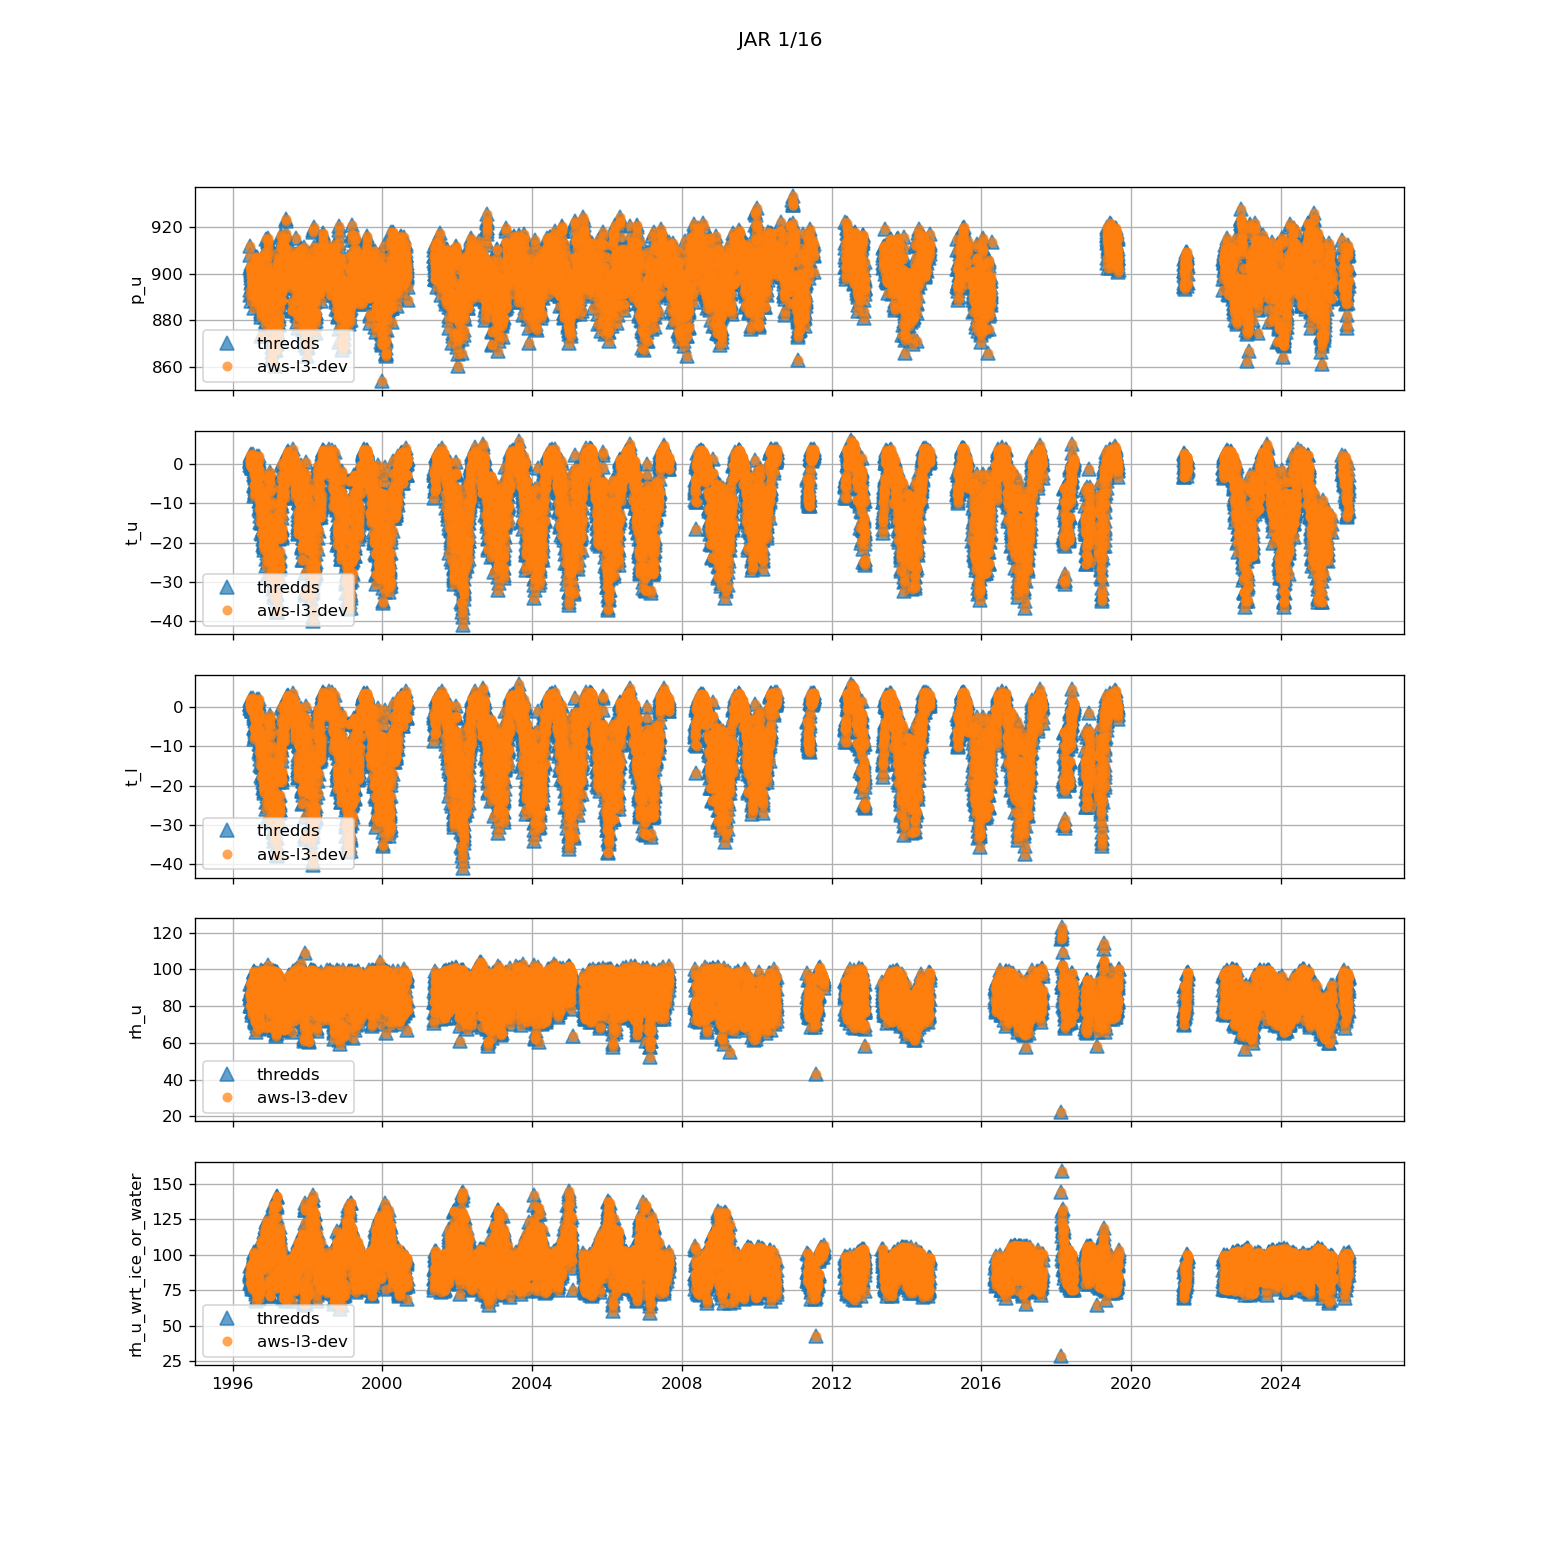 JAR 1/16
920
900
880
860
p_u
thredds
aws-l3-dev
0
−10
−20
−30
−40
t_u
thredds
aws-l3-dev
0
−10
−20
−30
−40
t_l
thredds
aws-l3-dev
120
100
80
60
40
20
rh_u
thredds
aws-l3-dev
150
125
100
75
50
25
rh_u_wrt_ice_or_water
thredds
aws-l3-dev
1996 2000 2004 2008 2012 2016 2020 2024